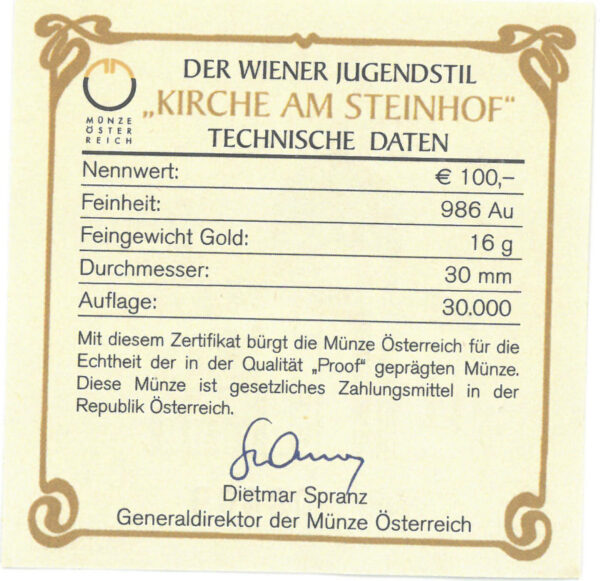 MÜNZE
ÖSTER
REICH
DER WIENER JUGENDSTIL
„KIRCHE AM STEINHOF“
TECHNISCHE DATEN
Nennwert: € 100,–
Feinheit: 986 Au
Feingewicht Gold: 16 g
Durchmesser: 30 mm
Auflage: 30.000
Mit diesem Zertifikat bürgt die Münze Österreich für die
Echtheit der in der Qualität „Proof“ geprägten Münze.
Diese Münze ist gesetzliches Zahlungsmittel in der
Republik Österreich.
Dietmar Spranz
Generaldirektor der Münze Österreich